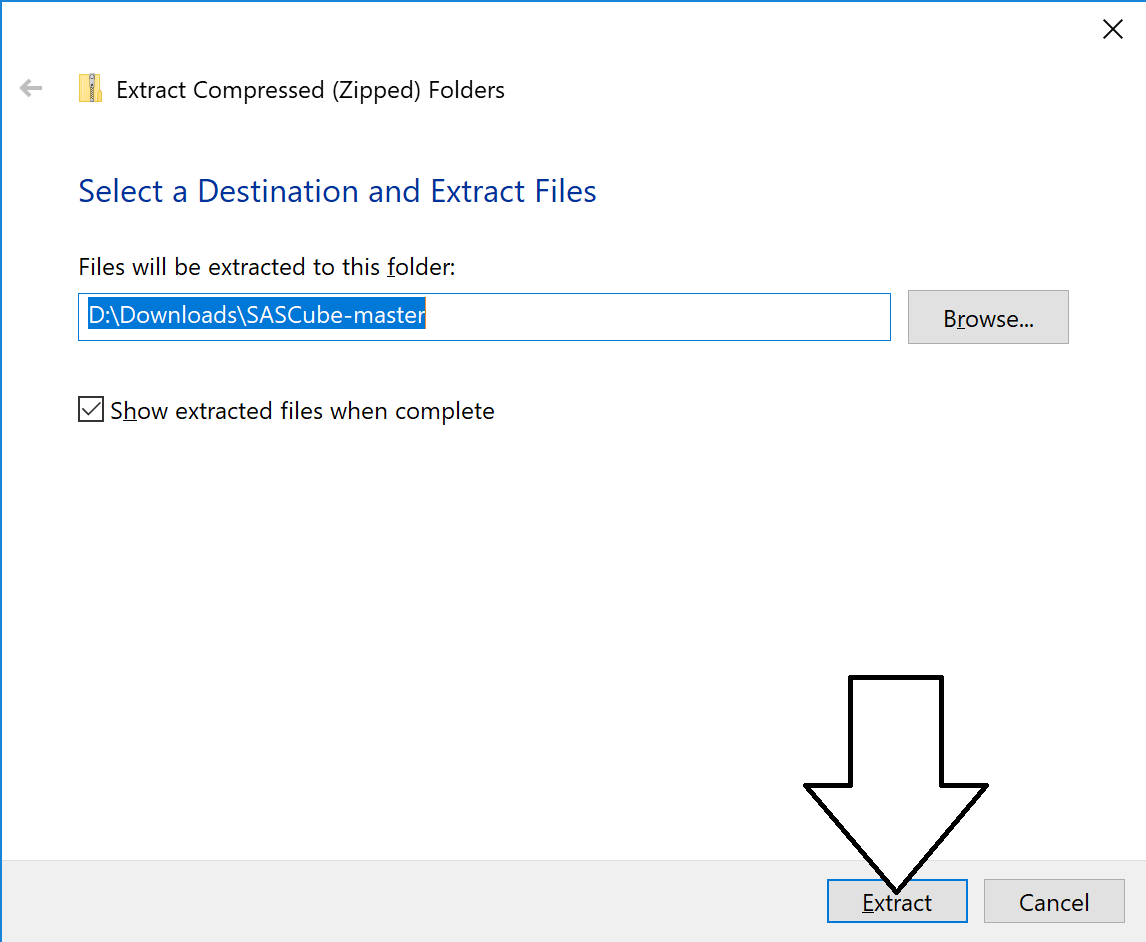 Extract Compressed (Zipped) Folders
Select a Destination and Extract Files
Files will be extracted to this folder:
D:\Downloads\SASCube-master
Browse...
Show extracted files when complete
Extract
Cancel